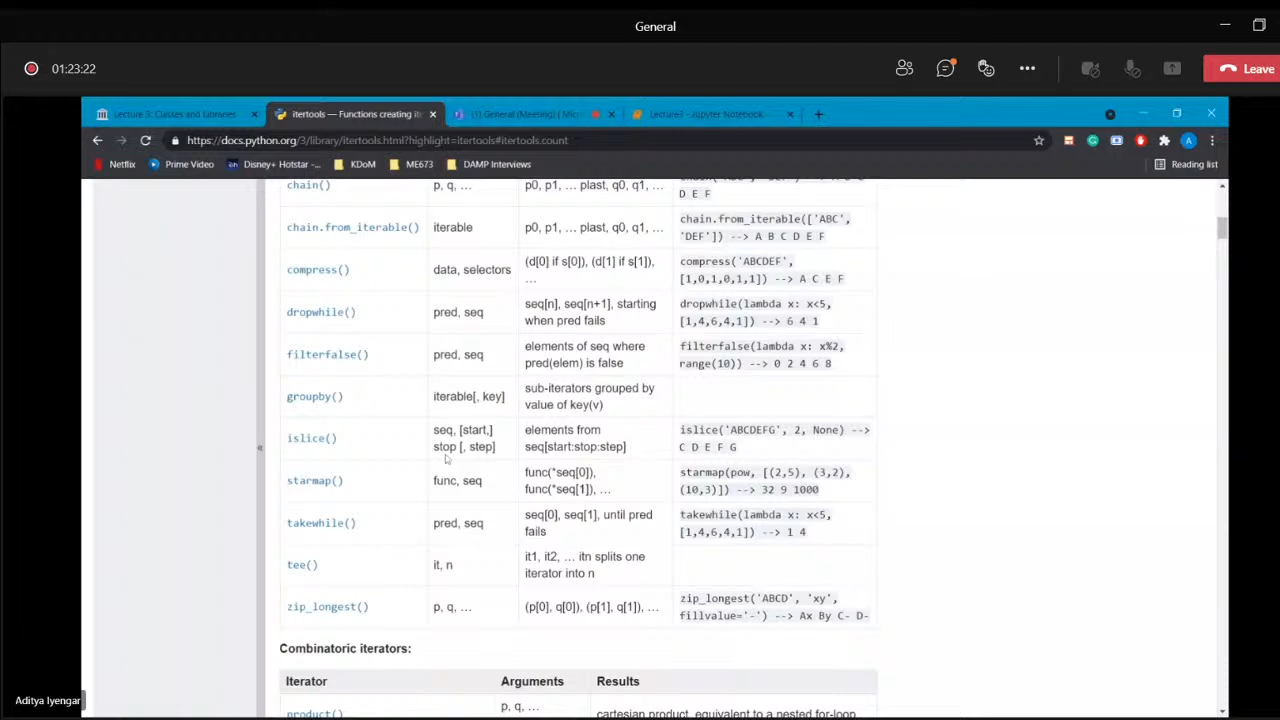 General
01:23:22
Leave
Lecture 3: Classes and Libraries
itertools — Functions creating it
(1) General (Meeting) | Mic
Lecture3 - Jupyter Notebook
https://docs.python.org/3/library/itertools.html?highlight=itertools#itertools.count
Netflix Prime Video Disney+ Hotstar -... KDoM ME673 DAMP Interviews Reading list
chain() p, q, … p0, p1, … plast, q0, q1, …
D E F
chain.from_iterable() iterable p0, p1, … plast, q0, q1, … chain.from_iterable(['ABC',
'DEF']) --> A B C D E F
compress() data, selectors (d[0] if s[0]), (d[1] if s[1]), compress('ABCDEF',
… [1,0,1,0,1,1]) --> A C E F
dropwhile() pred, seq seq[n], seq[n+1], starting dropwhile(lambda x: x<5,
when pred fails [1,4,6,4,1]) --> 6 4 1
filterfalse() pred, seq elements of seq where filterfalse(lambda x: x%2,
pred(elem) is false range(10)) --> 0 2 4 6 8
groupby() iterable[, key] sub-iterators grouped by
value of key(v)
islice() seq, [start,] elements from islice('ABCDEFG', 2, None) -->
stop [, step] seq[start:stop:step] C D E F G
starmap() func, seq func(*seq[0]), starmap(pow, [(2,5), (3,2),
func(*seq[1]), … (10,3)]) --> 32 9 1000
takewhile() pred, seq seq[0], seq[1], until pred takewhile(lambda x: x<5,
fails [1,4,6,4,1]) --> 1 4
tee() it, n it1, it2, … itn splits one
iterator into n
zip_longest() p, q, … (p[0], q[0]), (p[1], q[1]), … zip_longest('ABCD', 'xy',
fillvalue='-') --> Ax By C- D-
Combinatoric iterators:
Iterator Arguments Results
product() p, q, … cartesian product, equivalent to a nested for-loop
Aditya Iyengar